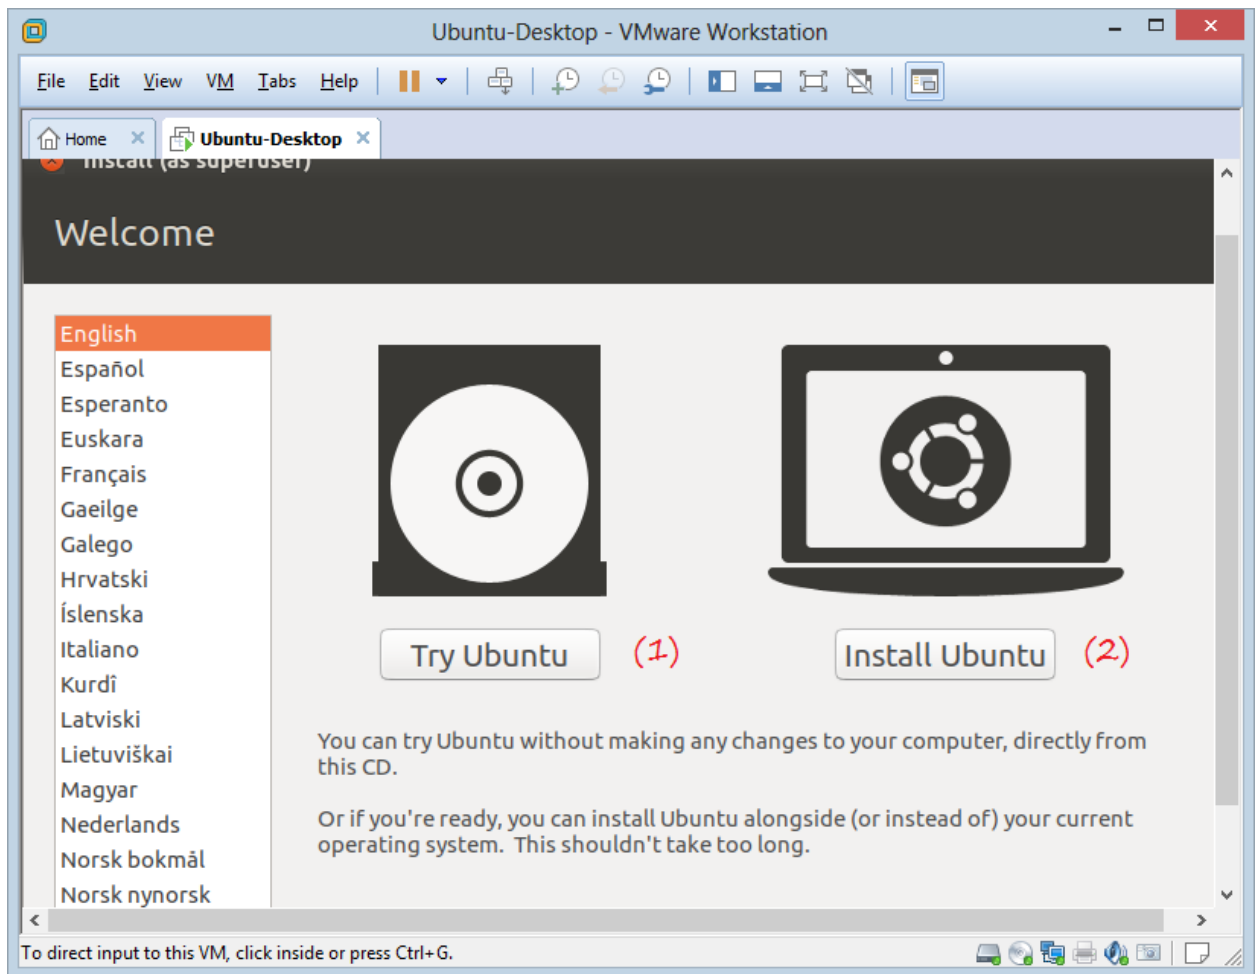 Ubuntu-Desktop - VMware Workstation
File Edit View VM Tabs Help
Home Ubuntu-Desktop
Install (as superuser)
Welcome
English
Español
Esperanto
Euskara
Français
Gaeilge
Galego
Hrvatski
Íslenska
Italiano
Kurdî
Latviski
Lietuviškai
Magyar
Nederlands
Norsk bokmål
Norsk nynorsk
Try Ubuntu (1) Install Ubuntu (2)
You can try Ubuntu without making any changes to your computer, directly from
this CD.
Or if you're ready, you can install Ubuntu alongside (or instead of) your current
operating system. This shouldn't take too long.
To direct input to this VM, click inside or press Ctrl+G.